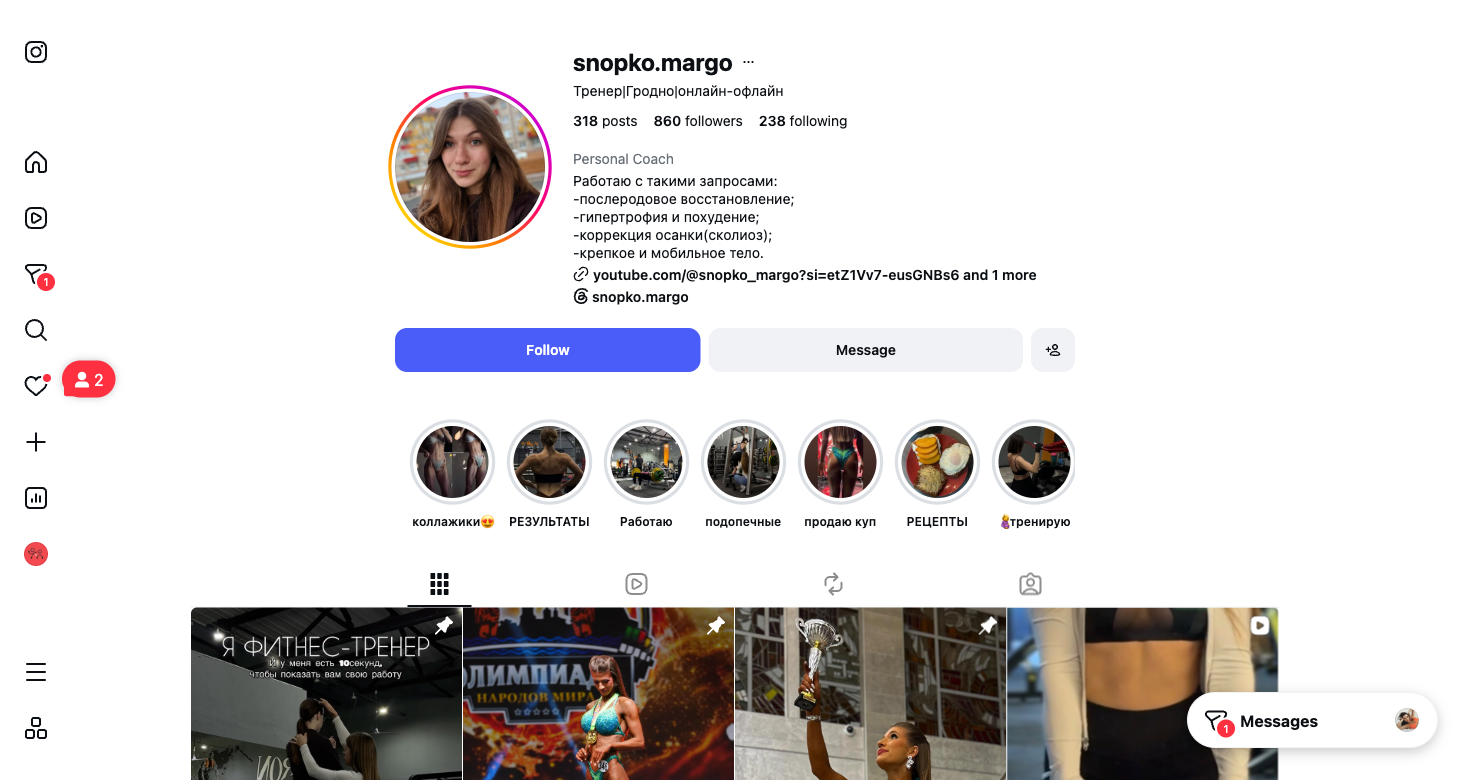 snopko.margo ...
Тренер|Гродно|онлайн-офлайн
318 posts 860 followers 238 following
Personal Coach
Работаю с такими запросами:
-послеродовое восстановление;
-гипертрофия и похудение;
-коррекция осанки(сколиоз);
-крепкое и мобильное тело.
youtube.com/@snopko_margo?si=etZ1Vv7-eusGNBs6 and 1 more
snopko.margo
1
2
Follow
Message
коллажики😍
РЕЗУЛЬТАТЫ
Работаю
подопечные
продаю куп
РЕЦЕПТЫ
🤰тренирую
Я ФИТНЕС-ТРЕНЕР
И у меня есть 10секунд,
чтобы показать вам свою работу
ОЛИМПИА
НАРОДОВ МИРА
1
Messages